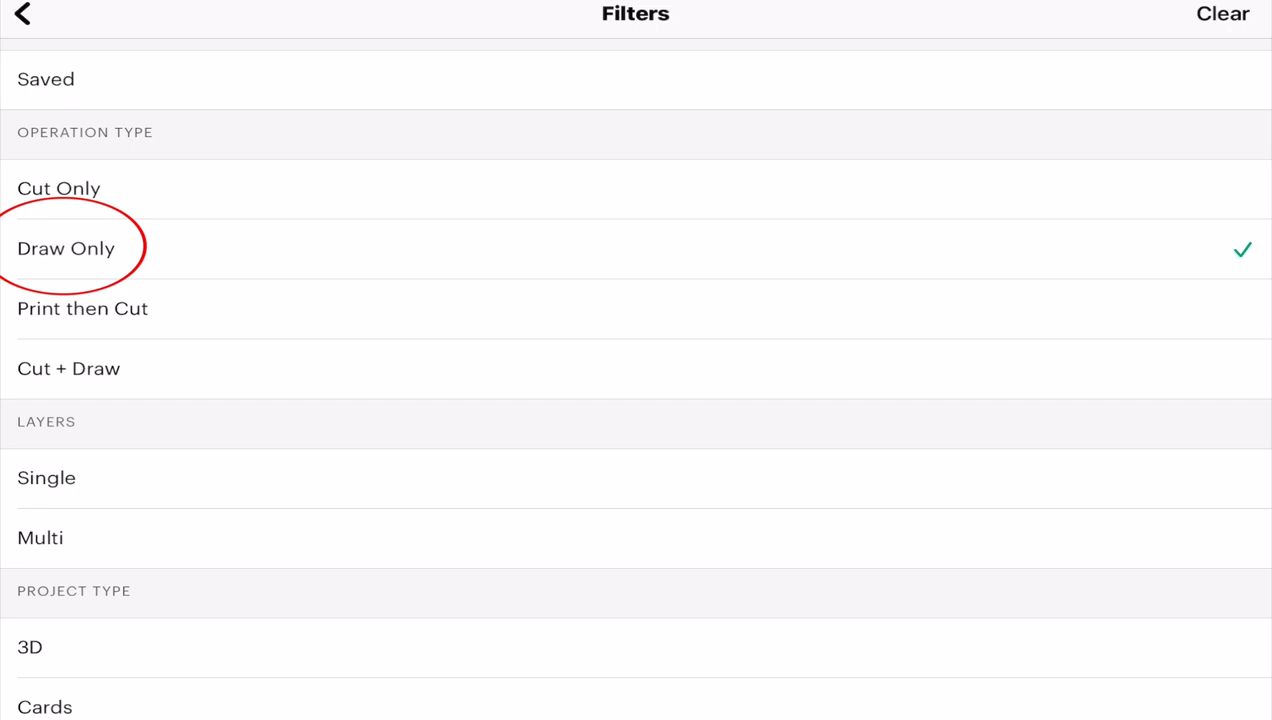 Filters
Clear
Saved
OPERATION TYPE
Cut Only
Draw Only
Print then Cut
Cut + Draw
LAYERS
Single
Multi
PROJECT TYPE
3D
Cards